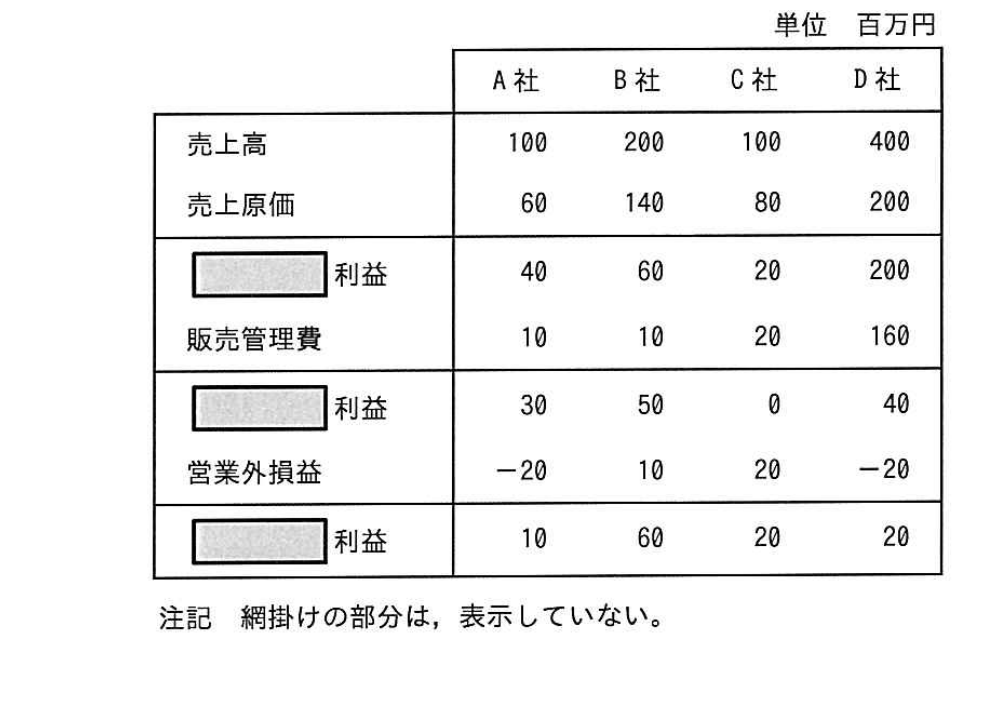 単位　百万円
A社　B社　C社　D社
売上高　100　200　100　400
売上原価　60　140　80　200
利益　40　60　20　200
販売管理費　10　10　20　160
利益　30　50　0　40
営業外損益　－20　10　20　－20
利益　10　60　20　20
注記　網掛けの部分は，表示していない。